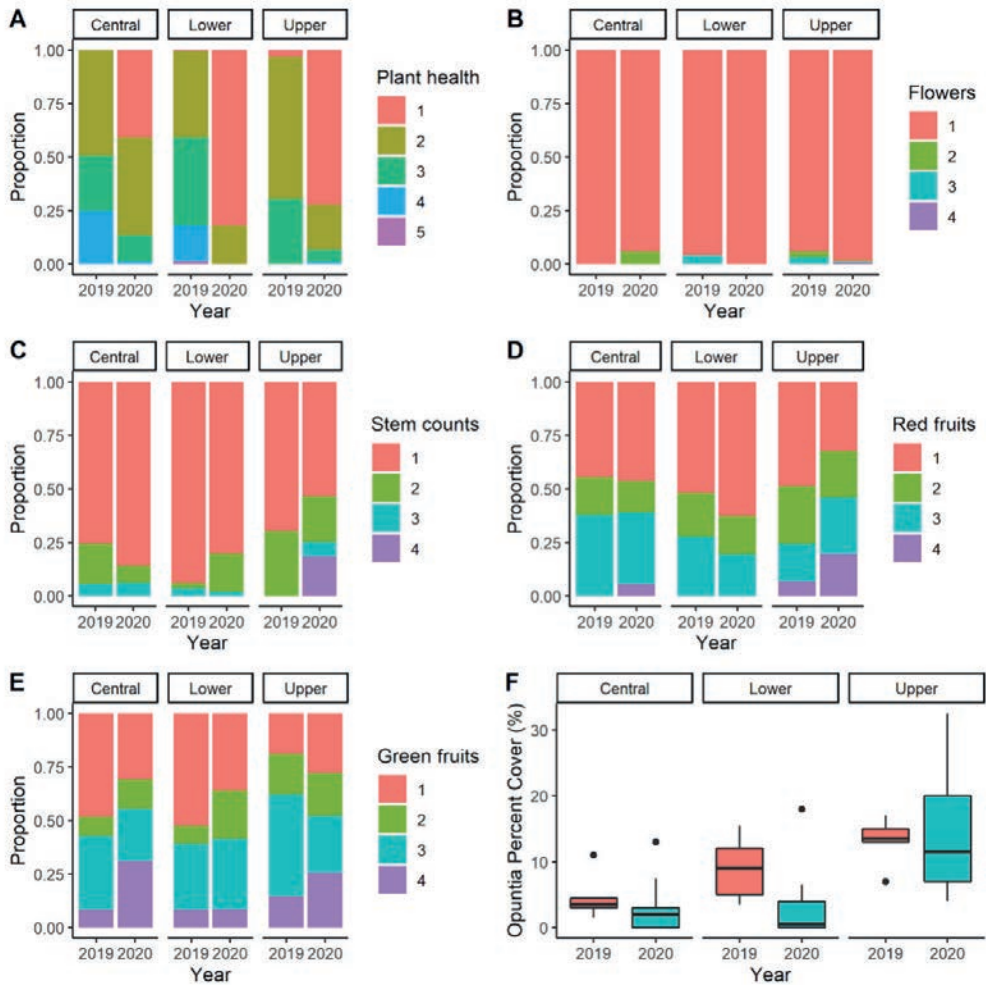 A
Central Lower Upper
1.00
0.75
0.50
0.25
0.00
Proportion
2019 2020 2019 2020 2019 2020
Year
Plant health
1
2
3
4
5
B
Central Lower Upper
1.00
0.75
0.50
0.25
0.00
Proportion
2019 2020 2019 2020 2019 2020
Year
Flowers
1
2
3
4
C
Central Lower Upper
1.00
0.75
0.50
0.25
0.00
Proportion
2019 2020 2019 2020 2019 2020
Year
Stem counts
1
2
3
4
D
Central Lower Upper
1.00
0.75
0.50
0.25
0.00
Proportion
2019 2020 2019 2020 2019 2020
Year
Red fruits
1
2
3
4
E
Central Lower Upper
1.00
0.75
0.50
0.25
0.00
Proportion
2019 2020 2019 2020 2019 2020
Year
Green fruits
1
2
3
4
F
Central Lower Upper
30
20
10
0
Opuntia Percent Cover (%)
2019 2020 2019 2020 2019 2020
Year